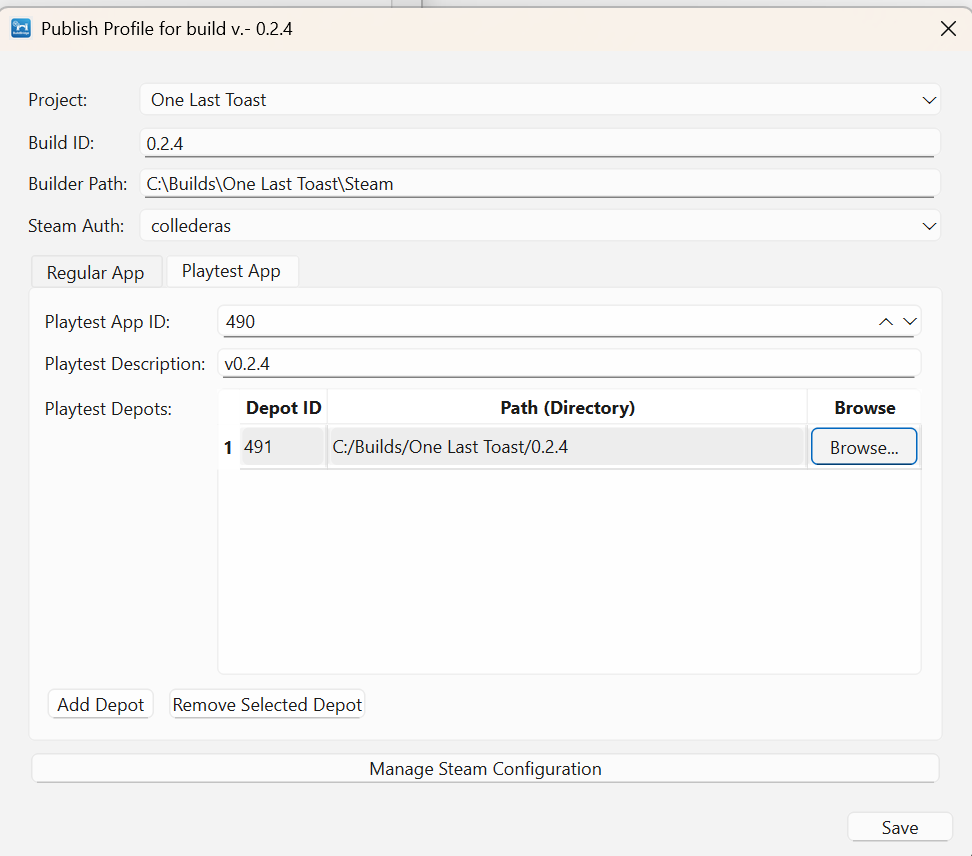 Publish Profile for build v.- 0.2.4
Project: One Last Toast
Build ID: 0.2.4
Builder Path: C:\Builds\One Last Toast\Steam
Steam Auth: collederas
Regular App Playtest App
Playtest App ID: 490
Playtest Description: v0.2.4
Playtest Depots: Depot ID Path (Directory) Browse
1 491 C:/Builds/One Last Toast/0.2.4 Browse...
Add Depot Remove Selected Depot
Manage Steam Configuration
Save